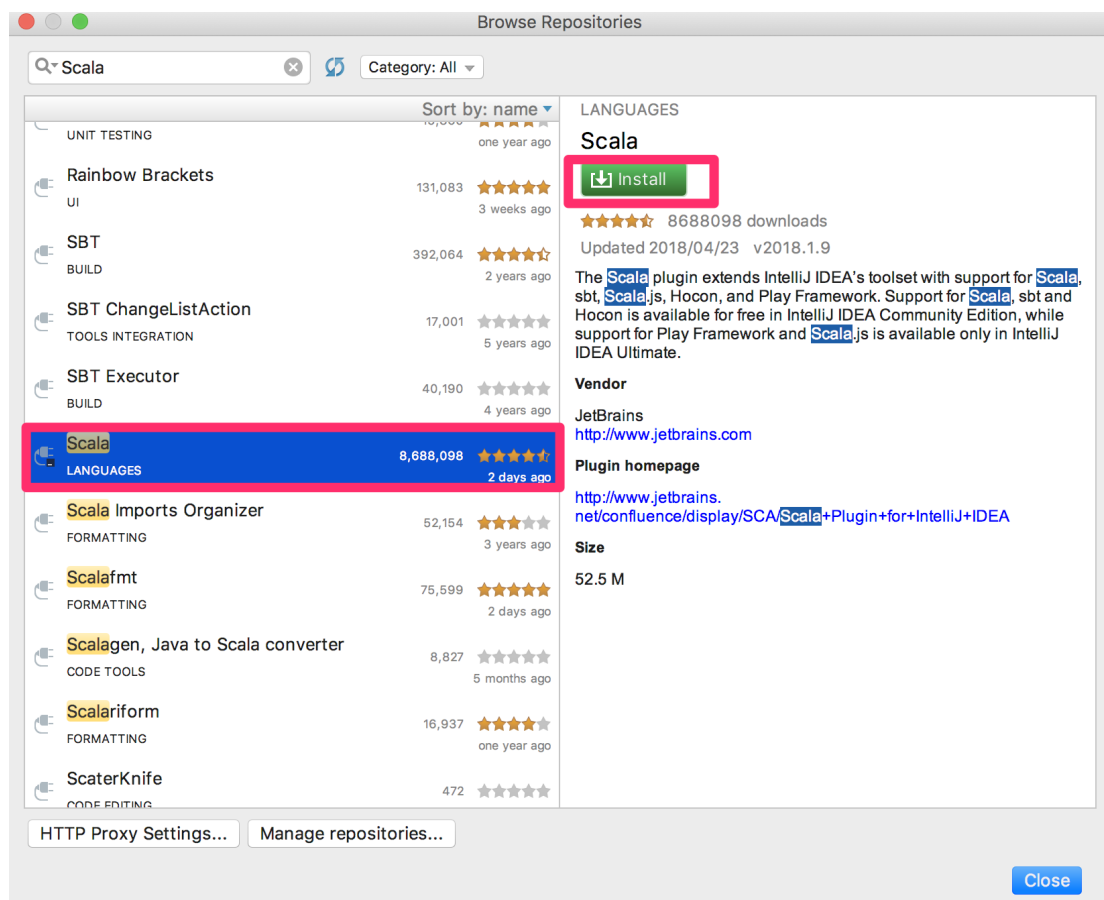 Browse Repositories
Scala
Category: All
Sort by: name
UNIT TESTING
one year ago
Rainbow Brackets
131,083
UI
3 weeks ago
SBT
392,064
BUILD
2 years ago
SBT ChangeListAction
17,001
TOOLS INTEGRATION
5 years ago
SBT Executor
40,190
BUILD
4 years ago
Scala
8,688,098
LANGUAGES
2 days ago
Scala Imports Organizer
52,154
FORMATTING
3 years ago
Scalafmt
75,599
FORMATTING
2 days ago
Scalagen, Java to Scala converter
8,827
CODE TOOLS
5 months ago
Scalariform
16,937
FORMATTING
one year ago
ScaterKnife
472
CODE EDITING
LANGUAGES
Scala
Install
8688098 downloads
Updated 2018/04/23 v2018.1.9
The Scala plugin extends IntelliJ IDEA's toolset with support for Scala,
sbt, Scala.js, Hocon, and Play Framework. Support for Scala, sbt and
Hocon is available for free in IntelliJ IDEA Community Edition, while
support for Play Framework and Scala.js is available only in IntelliJ
IDEA Ultimate.
Vendor
JetBrains
http://www.jetbrains.com
Plugin homepage
http://www.jetbrains.
net/confluence/display/SCA/Scala+Plugin+for+IntelliJ+IDEA
Size
52.5 M
HTTP Proxy Settings...
Manage repositories...
Close